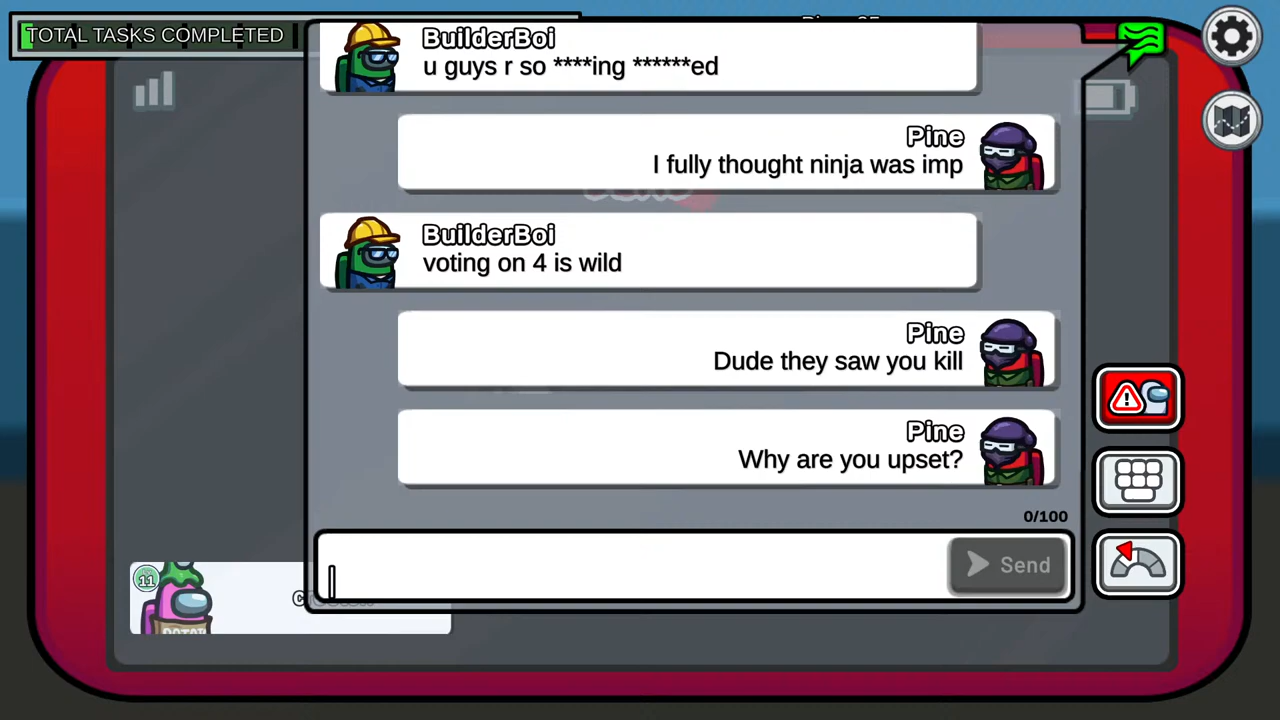 TOTAL TASKS COMPLETED
BuilderBoi
u guys r so ****ing ******ed
Pine
I fully thought ninja was imp
BuilderBoi
voting on 4 is wild
Pine
Dude they saw you kill
Pine
Why are you upset?
0/100
Send
11